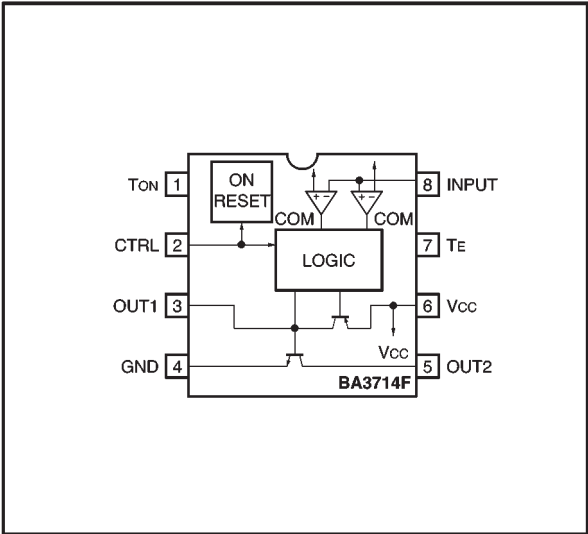 TON 1
ON
RESET
8 INPUT
+ -
+ -
COM
COM
CTRL 2
LOGIC
7 TE
OUT1 3
6 VCC
VCC
GND 4
5 OUT2
BA3714F